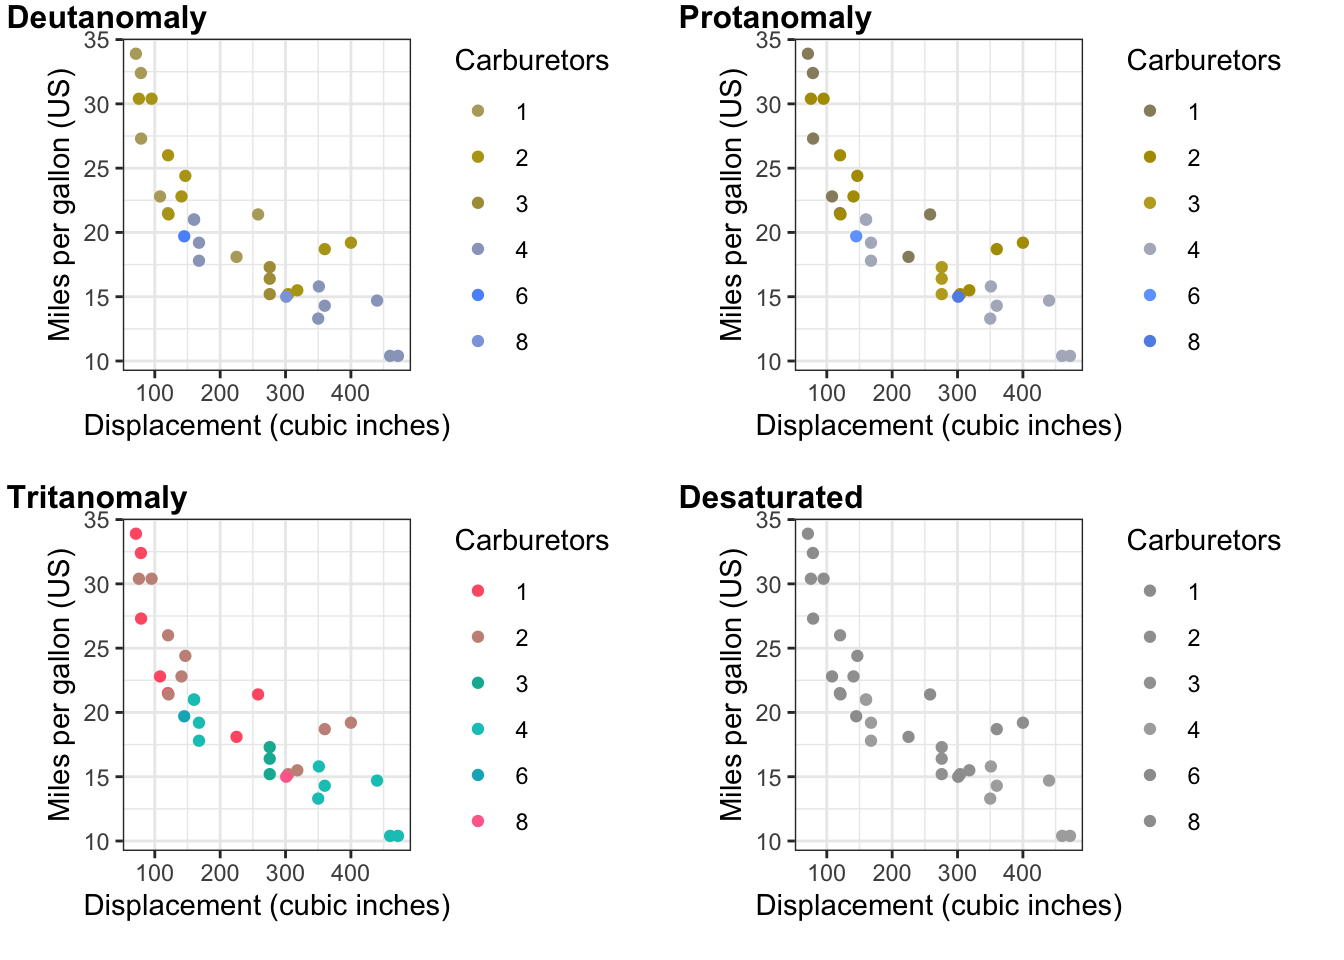 Deutanomaly
Miles per gallon (US)
35
30
25
20
15
10
100 200 300 400
Displacement (cubic inches)
Carburetors
1
2
3
4
6
8
Protanomaly
Miles per gallon (US)
35
30
25
20
15
10
100 200 300 400
Displacement (cubic inches)
Carburetors
1
2
3
4
6
8
Tritanomaly
Miles per gallon (US)
35
30
25
20
15
10
100 200 300 400
Displacement (cubic inches)
Carburetors
1
2
3
4
6
8
Desaturated
Miles per gallon (US)
35
30
25
20
15
10
100 200 300 400
Displacement (cubic inches)
Carburetors
1
2
3
4
6
8